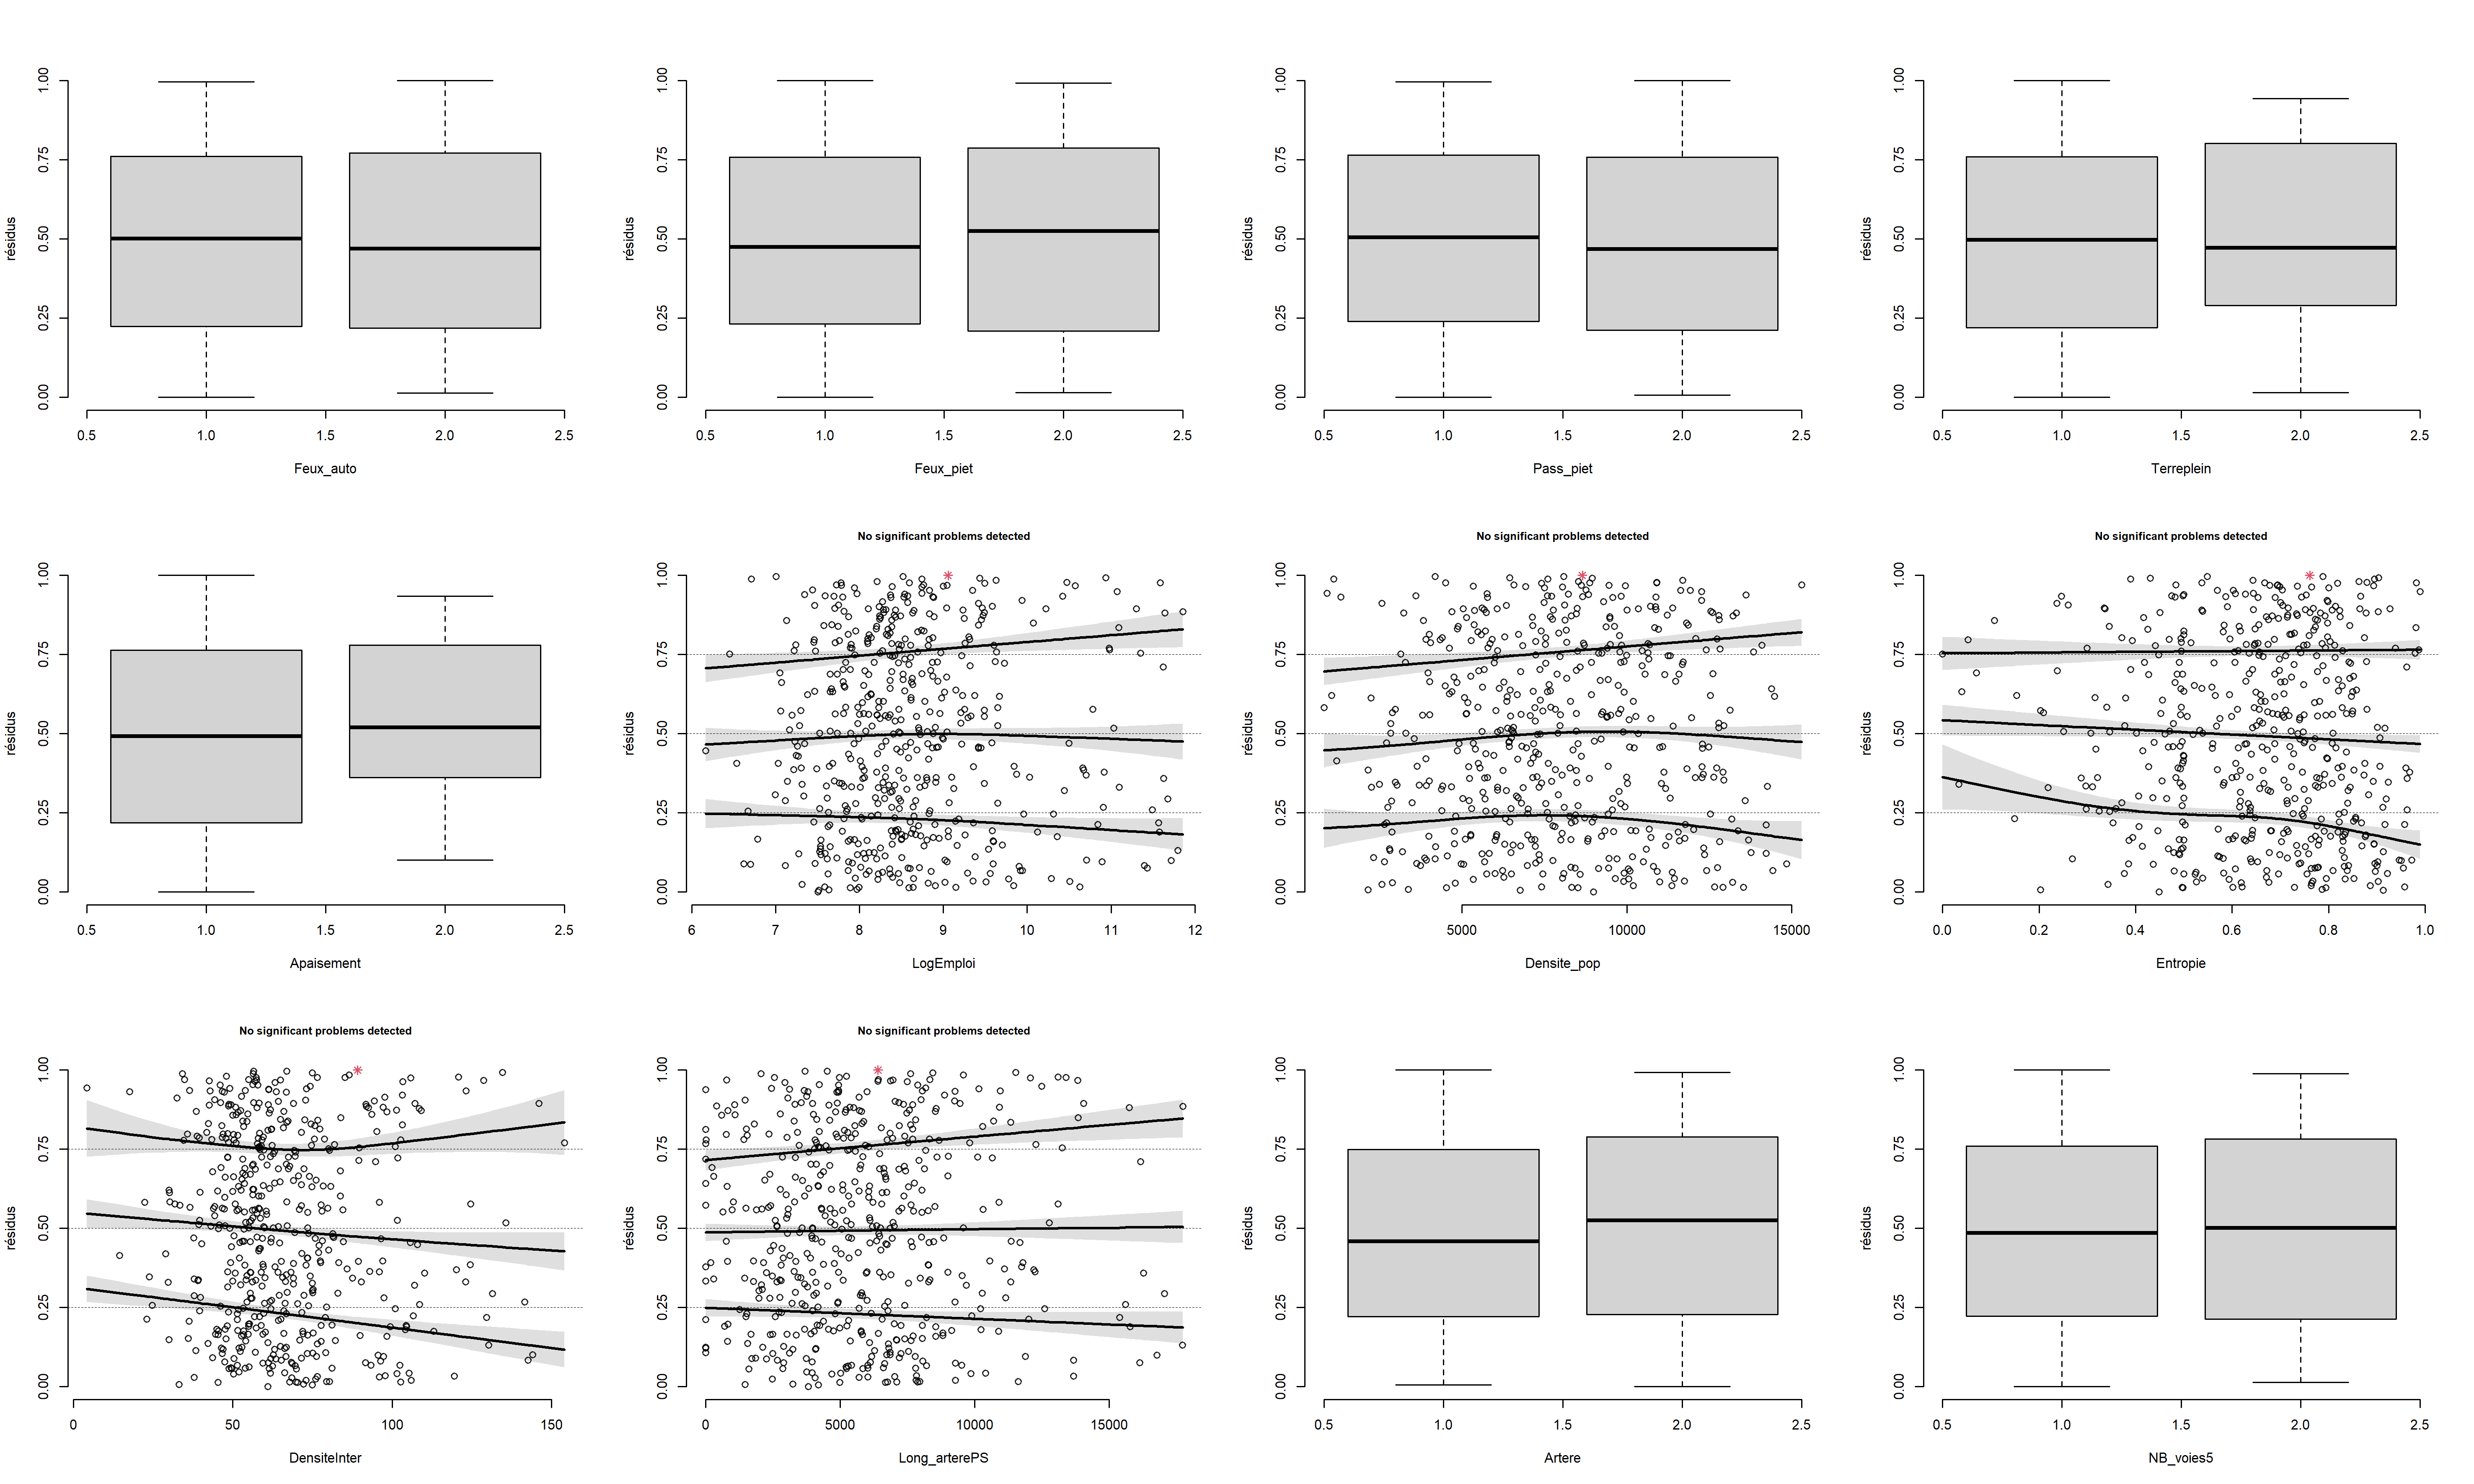 résidus
0.00 0.25 0.50 0.75 1.00
0.5 1.0 1.5 2.0 2.5
Feux_auto
résidus
0.00 0.25 0.50 0.75 1.00
0.5 1.0 1.5 2.0 2.5
Feux_piet
résidus
0.00 0.25 0.50 0.75 1.00
0.5 1.0 1.5 2.0 2.5
Pass_piet
résidus
0.00 0.25 0.50 0.75 1.00
0.5 1.0 1.5 2.0 2.5
Terreplein
résidus
0.00 0.25 0.50 0.75 1.00
0.5 1.0 1.5 2.0 2.5
Apaisement
No significant problems detected
résidus
0.00 0.25 0.50 0.75 1.00
6 7 8 9 10 11 12
LogEmploi
No significant problems detected
résidus
0.00 0.25 0.50 0.75 1.00
5000 10000 15000
Densite_pop
No significant problems detected
résidus
0.00 0.25 0.50 0.75 1.00
0.0 0.2 0.4 0.6 0.8 1.0
Entropie
No significant problems detected
résidus
0.00 0.25 0.50 0.75 1.00
0 50 100 150
DensiteInter
No significant problems detected
résidus
0.00 0.25 0.50 0.75 1.00
0 5000 10000 15000
Long_arterePS
résidus
0.00 0.25 0.50 0.75 1.00
0.5 1.0 1.5 2.0 2.5
Artere
résidus
0.00 0.25 0.50 0.75 1.00
0.5 1.0 1.5 2.0 2.5
NB_voies5